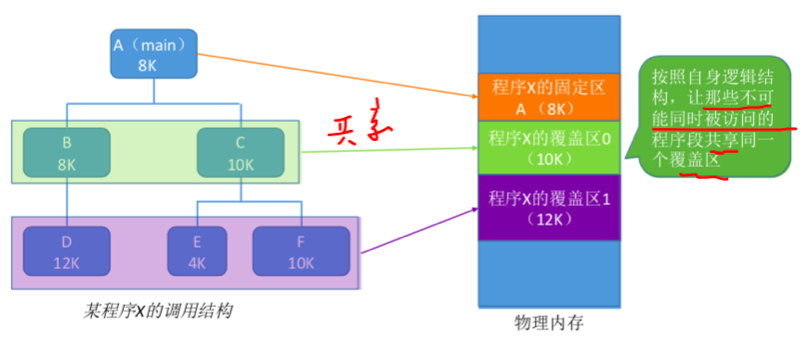 A（main）
8K
B
8K
C
10K
D
12K
E
4K
F
10K
某程序X的调用结构
共享
程序X的固定区
A （8K）
程序X的覆盖区0
（10K）
程序X的覆盖区1
（12K）
物理内存
按照自身逻辑结
构，让那些不可
能同时被访问的
程序段共享同一
个覆盖区